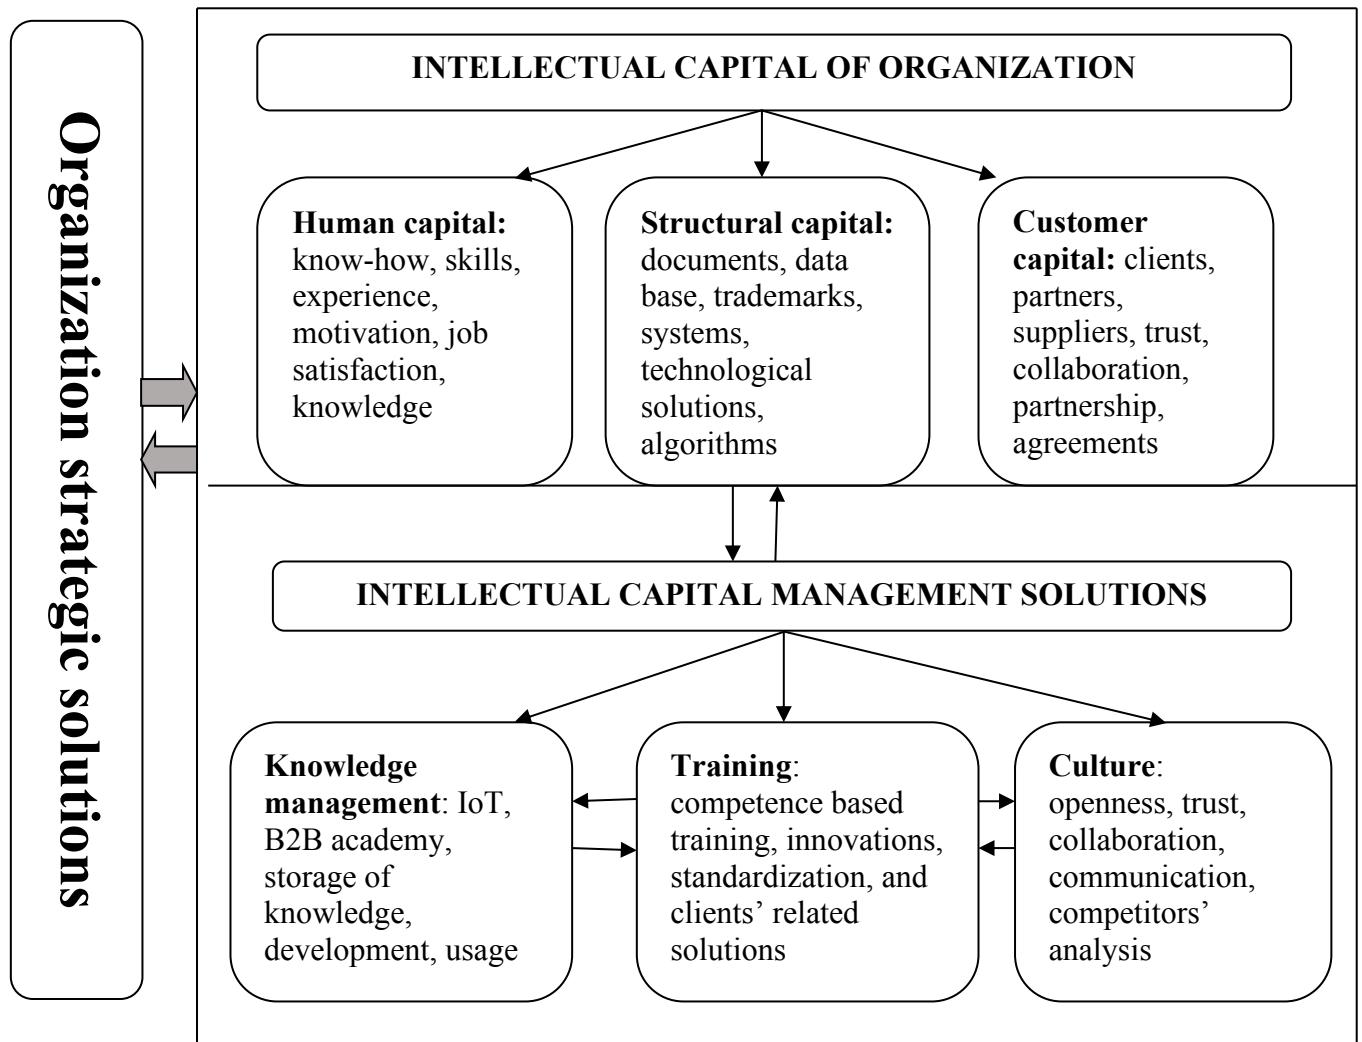 Organization strategic solutions
INTELLECTUAL CAPITAL OF ORGANIZATION
Human capital:
know-how, skills,
experience,
motivation, job
satisfaction,
knowledge
Structural capital:
documents, data
base, trademarks,
systems,
technological
solutions,
algorithms
Customer
capital: clients,
partners,
suppliers, trust,
collaboration,
partnership,
agreements
INTELLECTUAL CAPITAL MANAGEMENT SOLUTIONS
Knowledge
management: IoT,
B2B academy,
storage of
knowledge,
development, usage
Training:
competence based
training, innovations,
standardization, and
clients’ related
solutions
Culture:
openness, trust,
collaboration,
communication,
competitors’
analysis